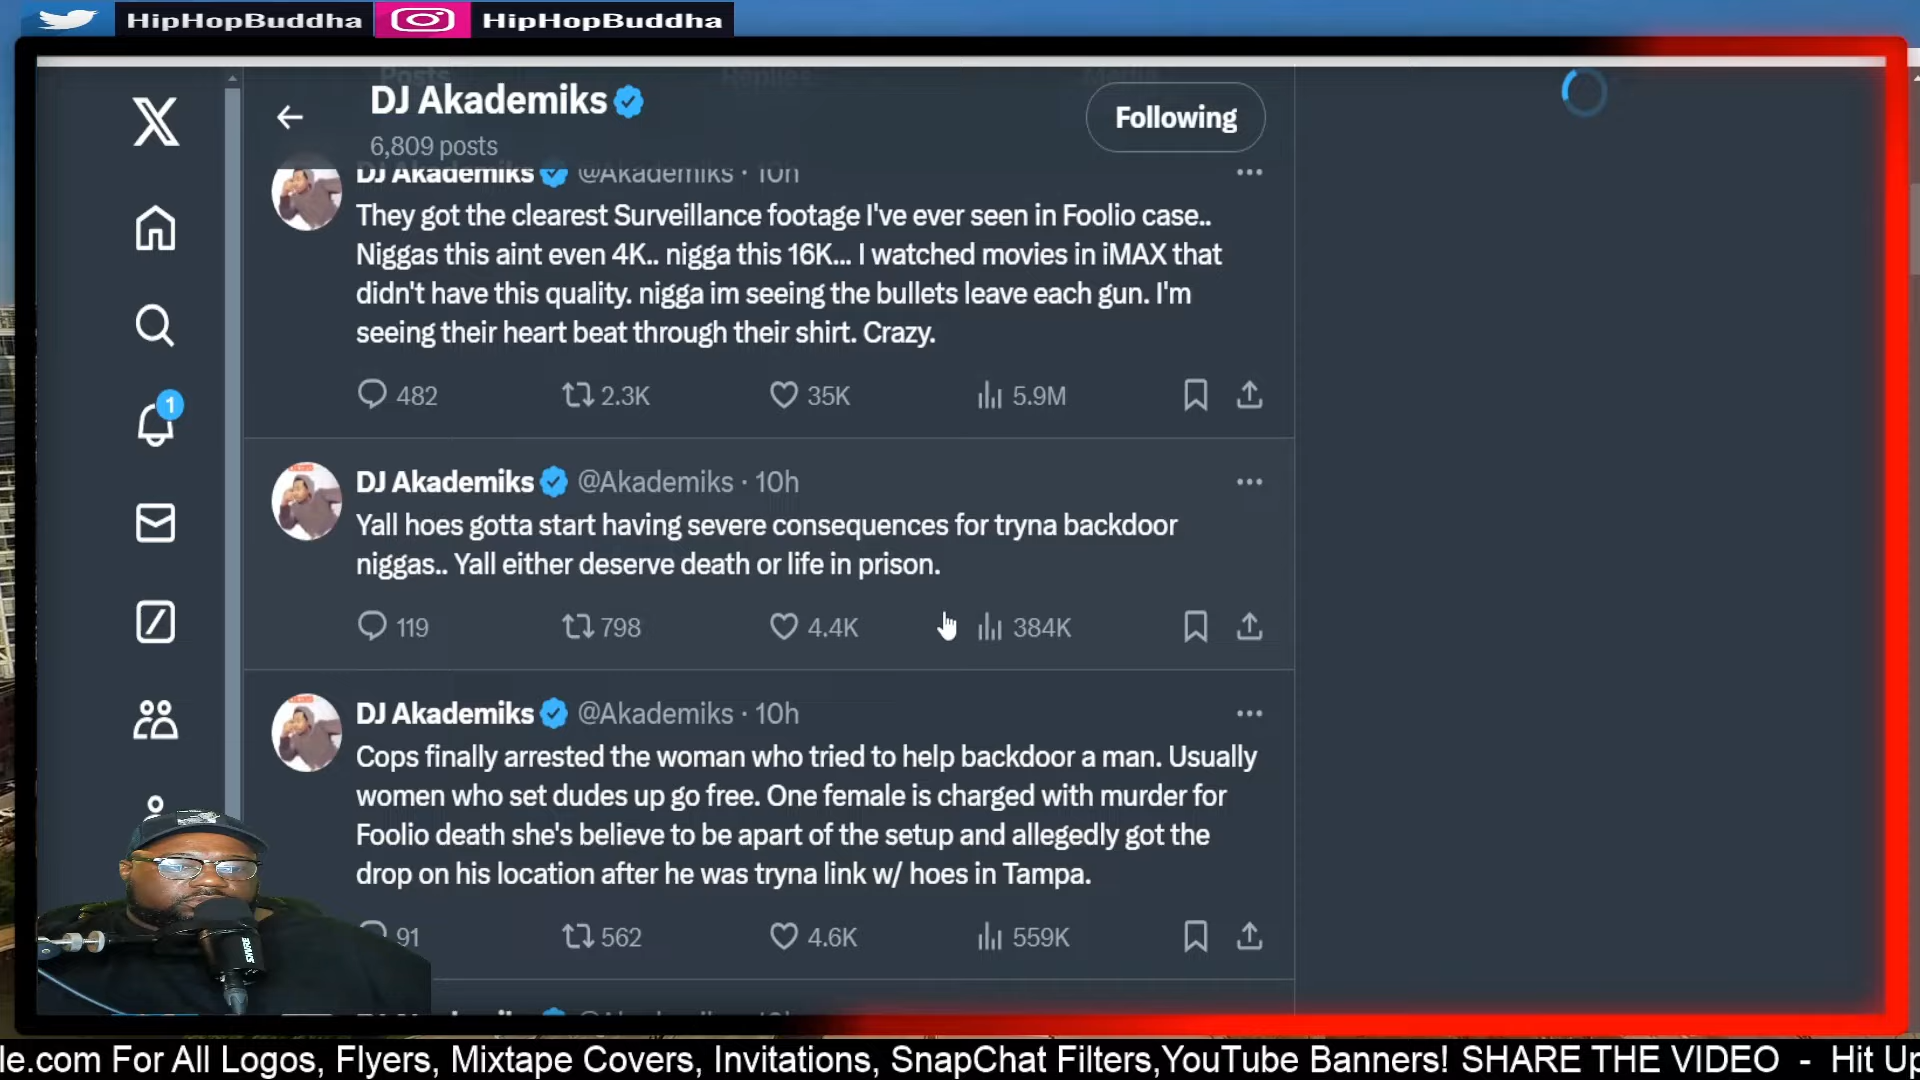 HipHopBuddha HipHopBuddha
Posts Replies Media
DJ Akademiks
6,809 posts
Following
DJ Akademiks @Akademiks · 10h
They got the clearest Surveillance footage I've ever seen in Foolio case..
Niggas this aint even 4K.. nigga this 16K... I watched movies in iMAX that
didn't have this quality. nigga im seeing the bullets leave each gun. I'm
seeing their heart beat through their shirt. Crazy.
482 2.3K 35K 5.9M
1
DJ Akademiks @Akademiks · 10h
Yall hoes gotta start having severe consequences for tryna backdoor
niggas.. Yall either deserve death or life in prison.
119 798 4.4K 384K
DJ Akademiks @Akademiks · 10h
Cops finally arrested the woman who tried to help backdoor a man. Usually
women who set dudes up go free. One female is charged with murder for
Foolio death she's believe to be apart of the setup and allegedly got the
drop on his location after he was tryna link w/ hoes in Tampa.
91 562 4.6K 559K
le.com For All Logos, Flyers, Mixtape Covers, Invitations, SnapChat Filters,YouTube Banners! SHARE THE VIDEO - Hit Up